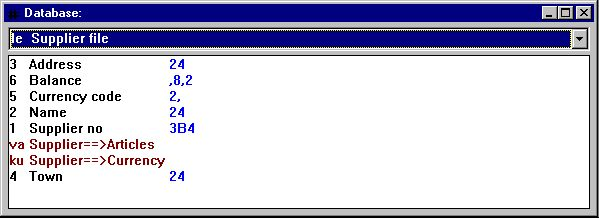 Database:
le Supplier file
3 Address 24
6 Balance ,8,2
5 Currency code 2,
2 Name 24
1 Supplier no 3B4
va Supplier==>Articles
ku Supplier==>Currency
4 Town 24